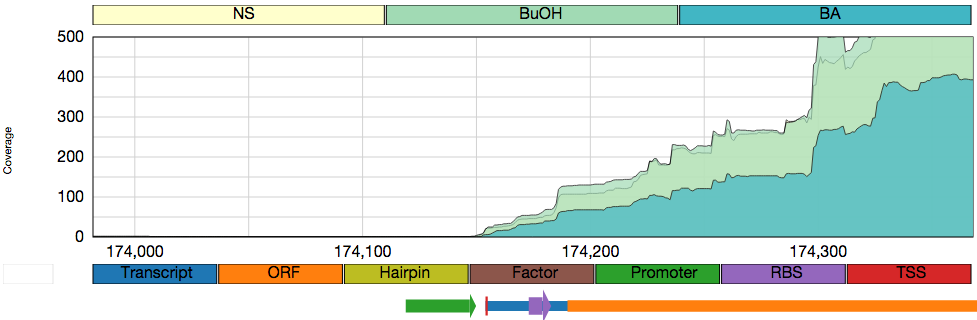 NS BuOH BA
500
400
300
200
100
0
Coverage
174,000 174,100 174,200 174,300
Transcript ORF Hairpin Factor Promoter RBS TSS